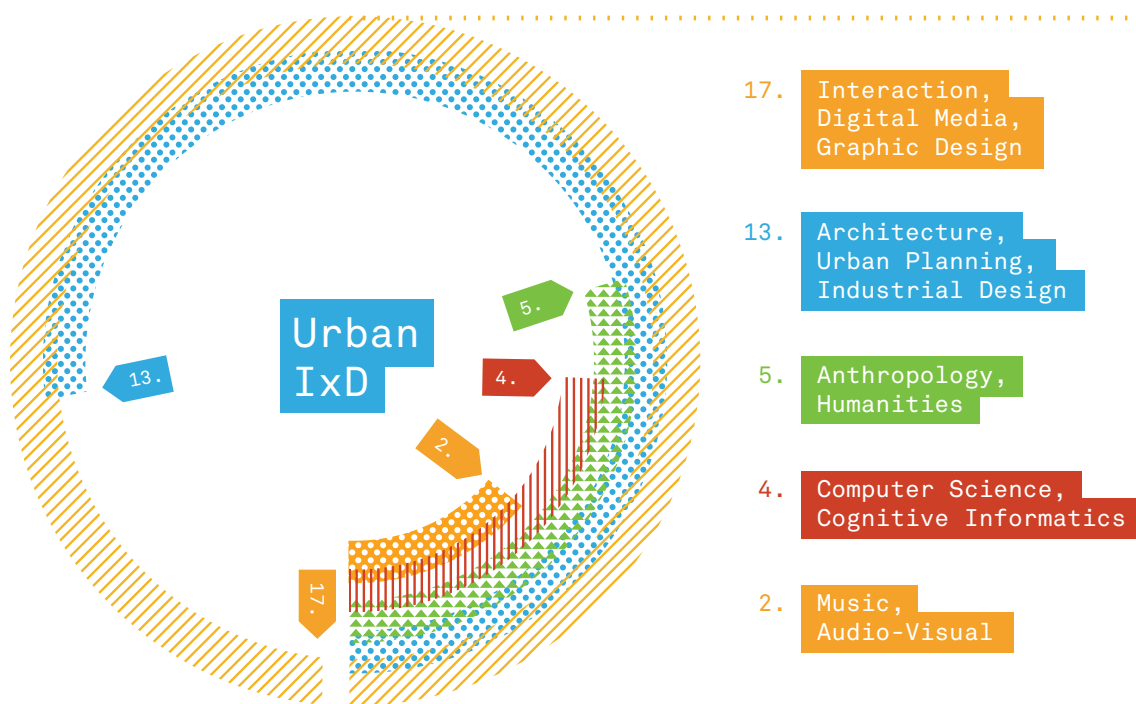 17. Interaction,
Digital Media,
Graphic Design
13. Architecture,
Urban Planning,
Industrial Design
5. Anthropology,
Humanities
4. Computer Science,
Cognitive Informatics
2. Music,
Audio-Visual
Urban
IxD
5.
4.
13.
2.
17.